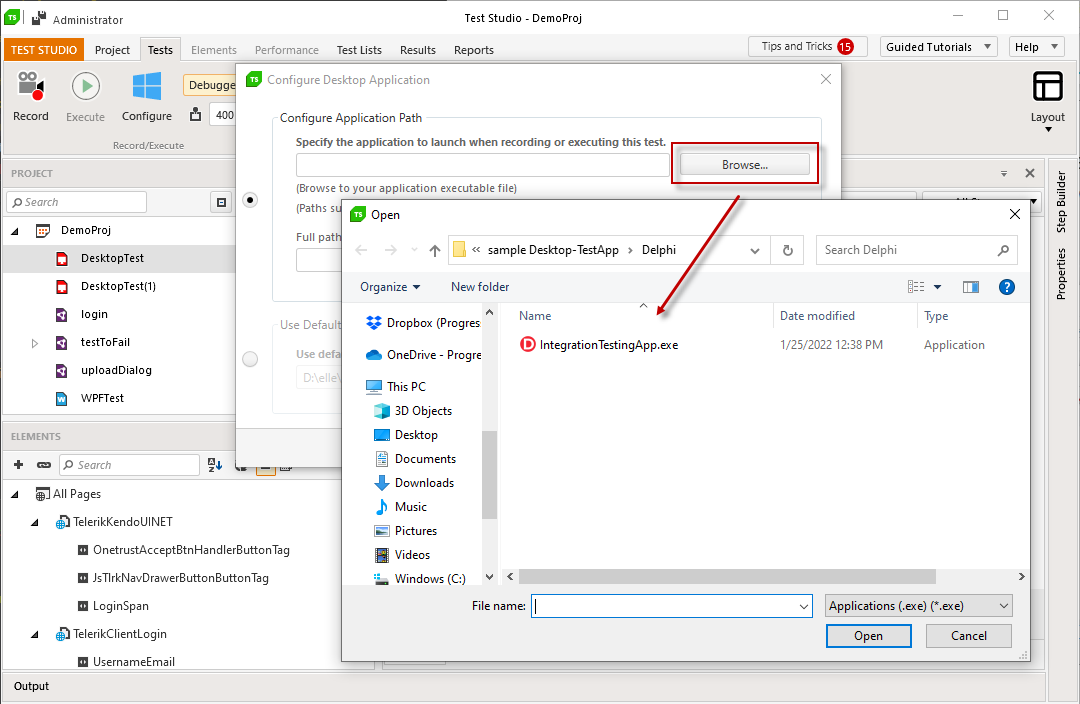 TS Administrator
Test Studio - DemoProj
TEST STUDIO Project Tests Elements Performance Test Lists Results Reports
Tips and Tricks 15 Guided Tutorials Help
Record Execute Configure
400
Record/Execute
Layout
PROJECT
Search
DemoProj
DesktopTest
DesktopTest(1)
login
testToFail
uploadDialog
WPFTest
ELEMENTS
Search
All Pages
TelerikKendoUINET
OnetrustAcceptBtnHandlerButtonTag
JsTlrkNavDrawerButtonButtonTag
LoginSpan
TelerikClientLogin
UsernameEmail
Output
Step Builder
Properties
TS Configure Desktop Application
Configure Application Path
Specify the application to launch when recording or executing this test.
Browse...
(Browse to your application executable file)
(Paths
Full path
Use Default
Use
D:\elle\
TS Open
« sample Desktop-TestApp › Delphi
Search Delphi
Organize New folder
Dropbox
OneDrive -
This PC
3D Objects
Desktop
Documents
Downloads
Music
Pictures
Videos
Windows (C:)
Name Date modified Type
IntegrationTestingApp.exe 1/25/2022 12:38 PM Application
File name:
Applications (.exe) (*.exe)
Open Cancel